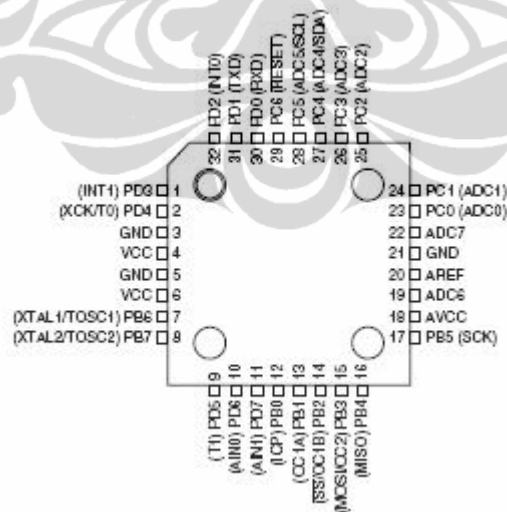 PD2 (INT0)
PD1 (TXD)
PD0 (RXD)
PC6 (RESET)
PC5 (ADC5/SCL)
PC4 (ADC4/SDA)
PC3 (ADC3)
PC2 (ADC2)
32
31
30
29
28
27
26
25
(INT1) PD3 1
(XCK/T0) PD4 2
GND 3
VCC 4
GND 5
VCC 6
(XTAL1/TOSC1) PB6 7
(XTAL2/TOSC2) PB7 8
24 PC1 (ADC1)
23 PC0 (ADC0)
22 ADC7
21 GND
20 AREF
19 ADC6
18 AVCC
17 PB5 (SCK)
9
10
11
12
13
14
15
16
(T1) PD5
(AIN0) PD6
(AIN1) PD7
(ICP) PB0
(OC1A) PB1
(SS/OC1B) PB2
(MOSI/OC2) PB3
(MISO) PB4